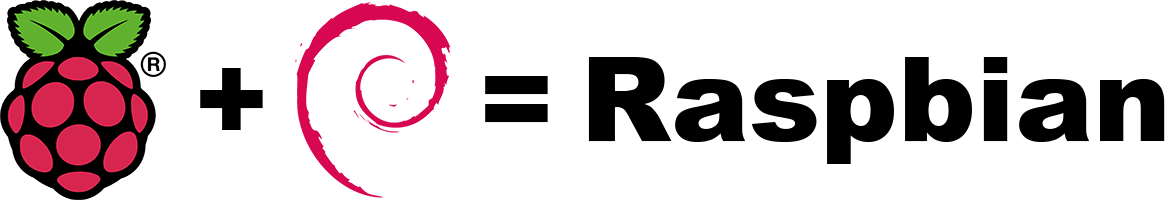 ® + = Raspbian